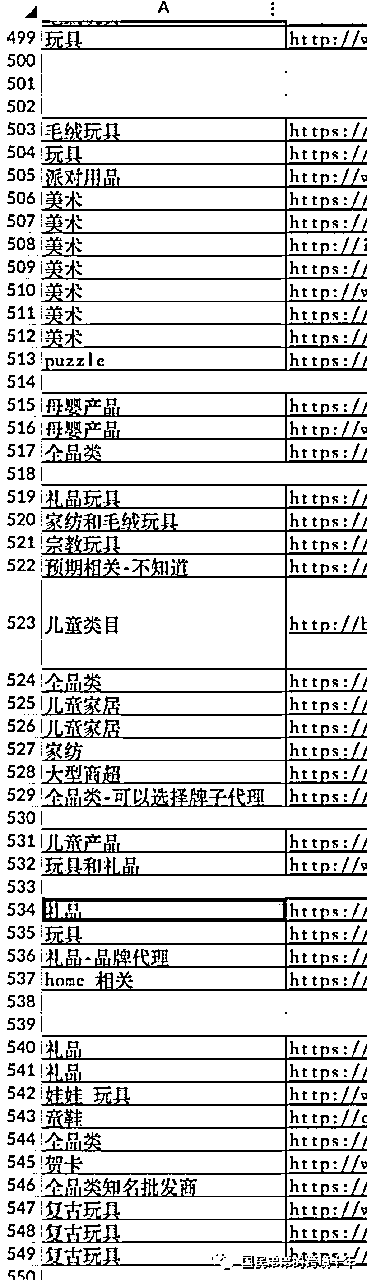 A
499 玩具 http://w
500
501
502
503 毛绒玩具 https://
504 玩具 https://
505 派对用品 http://w
506 美术 https://
507 美术 https://
508 美术 http://i
509 美术 https://
510 美术 http://w
511 美术 https://
512 美术 https://
513 puzzle https://
514
515 母婴产品 https://
516 母婴产品 http://w
517 全品类 https://
518
519 礼品玩具 https://
520 家纺和毛绒玩具 https://
521 宗教玩具 https://
522 预期相关-不知道 https://
523 儿童类目 http://b
524 全品类 https://
525 儿童家居 https://
526 儿童家居 https://
527 家纺 https://
528 大型商超 https://
529 全品类-可以选择牌子代理 https://
530
531 儿童产品 https://
532 玩具和礼品 http://w
533
534 礼品 https://
535 玩具 https://
536 礼品-品牌代理 https://
537 home 相关 https://
538
539
540 礼品 https://
541 礼品 https://
542 娃娃 玩具 http://w
543 童鞋 http://c
544 全品类 https://
545 贺卡 http://w
546 全品类知名批发商 https://
547 复古玩具 http://w
548 复古玩具 https://
549 复古玩具 https://
550